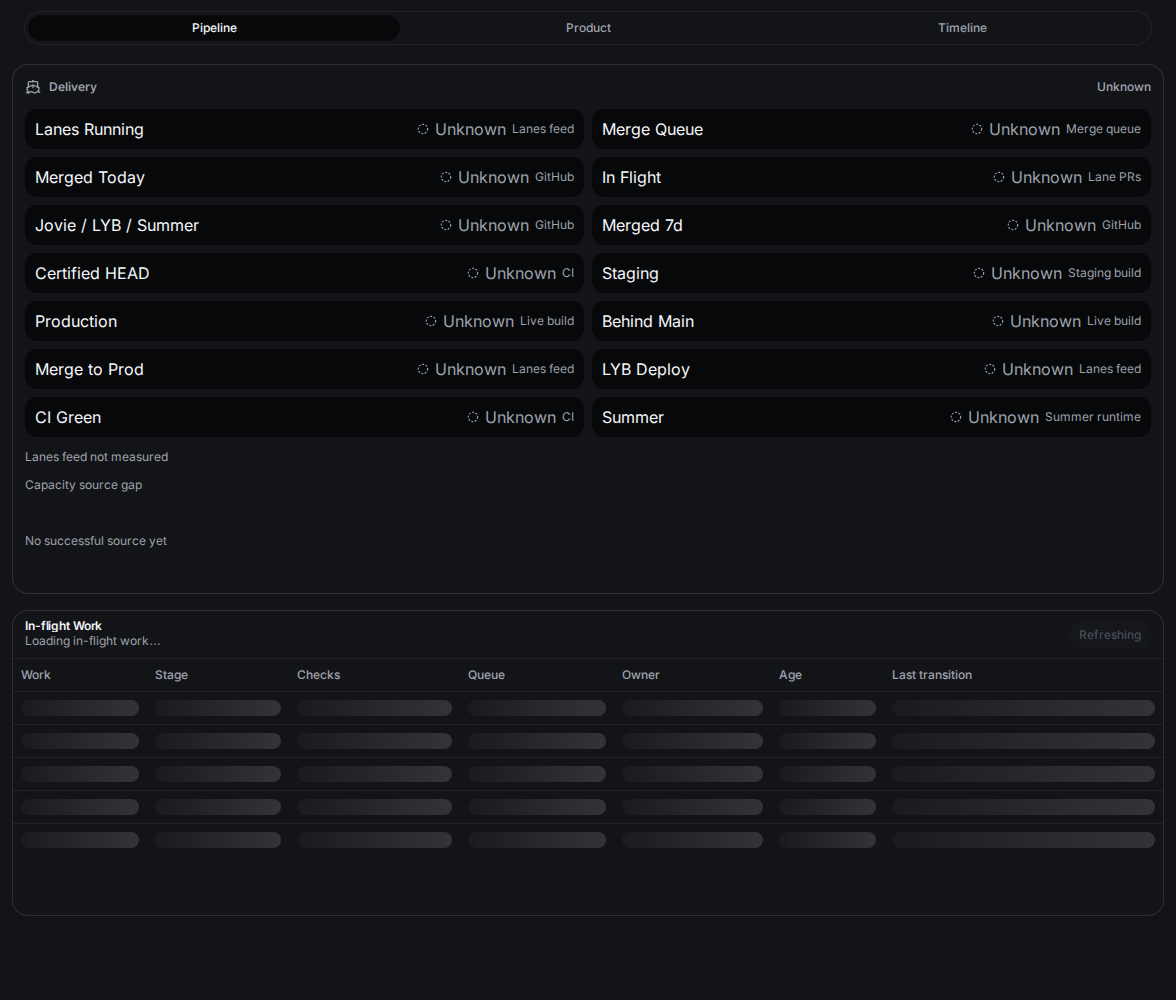 Pipeline Product Timeline
Delivery Unknown
Lanes Running Unknown Lanes feed Merge Queue Unknown Merge queue
Merged Today Unknown GitHub In Flight Unknown Lane PRs
Jovie / LYB / Summer Unknown GitHub Merged 7d Unknown GitHub
Certified HEAD Unknown CI Staging Unknown Staging build
Production Unknown Live build Behind Main Unknown Live build
Merge to Prod Unknown Lanes feed LYB Deploy Unknown Lanes feed
CI Green Unknown CI Summer Unknown Summer runtime
Lanes feed not measured
Capacity source gap
No successful source yet
In-flight Work
Loading in-flight work...
Refreshing
Work Stage Checks Queue Owner Age Last transition